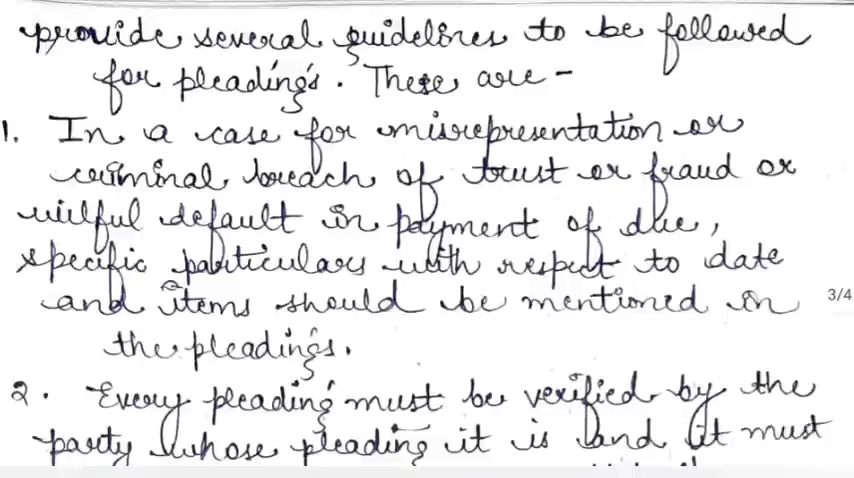 provide several guidelines to be followed
for pleadings. These are -
1. In a case for misrepresentation or
criminal breach of trust or fraud or
wilful default in payment of due,
specific particulars with respect to date
and items should be mentioned in
3/4
the pleadings.
2. Every pleading must be verified by the
party whose pleading it is and it must